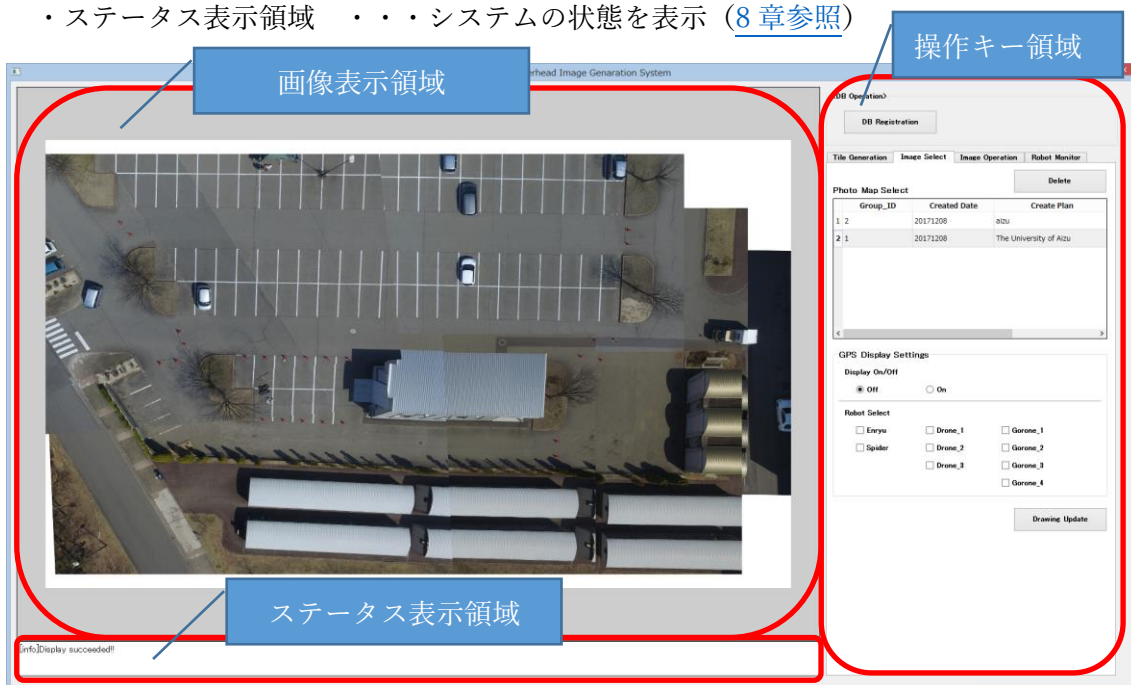 ・ステータス表示領域　・・・システムの状態を表示（8 章参照）
操作キー領域
画像表示領域
rhead Image Genaration System
DB Operation>
DB Registration
Tile Generation Image Select Image Operation Robot Monitor
Delete
Photo Map Select
Group_ID Created Date Create Plan
1 2 20171208 aizu
2 1 20171208 The University of Aizu
GPS Display Settings
Display On/Off
Off On
Robot Select
Enryu Drone_1 Gorone_1
Spider Drone_2 Gorone_2
Drone_3 Gorone_3
Gorone_4
Drawing Update
ステータス表示領域
[info]Display succeeded!!